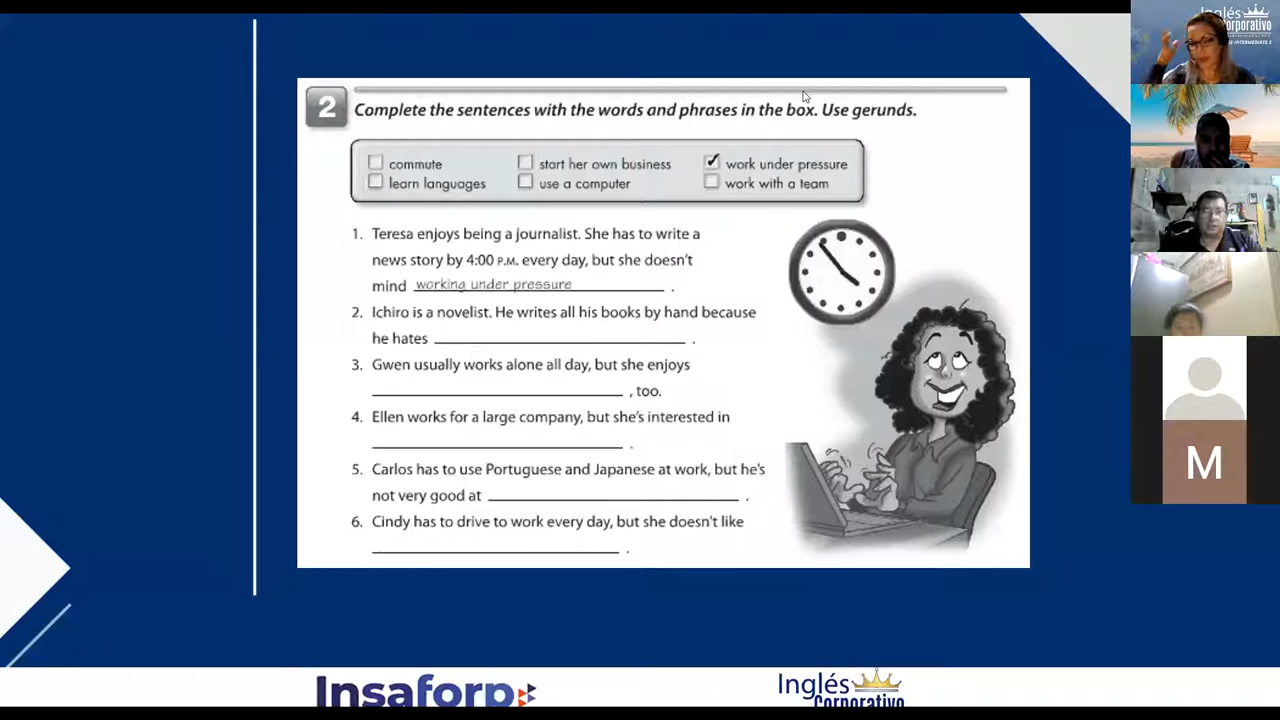 2 Complete the sentences with the words and phrases in the box. Use gerunds.
commute start her own business work under pressure
learn languages use a computer work with a team
1. Teresa enjoys being a journalist. She has to write a
news story by 4:00 P.M. every day, but she doesn't
mind working under pressure .
2. Ichiro is a novelist. He writes all his books by hand because
he hates .
3. Gwen usually works alone all day, but she enjoys
, too.
4. Ellen works for a large company, but she's interested in
.
5. Carlos has to use Portuguese and Japanese at work, but he's
not very good at .
6. Cindy has to drive to work every day, but she doesn't like
.
Inglés
Corporativo
INTERMEDIATE 2
M
Insaforp
Inglés
Corporativo